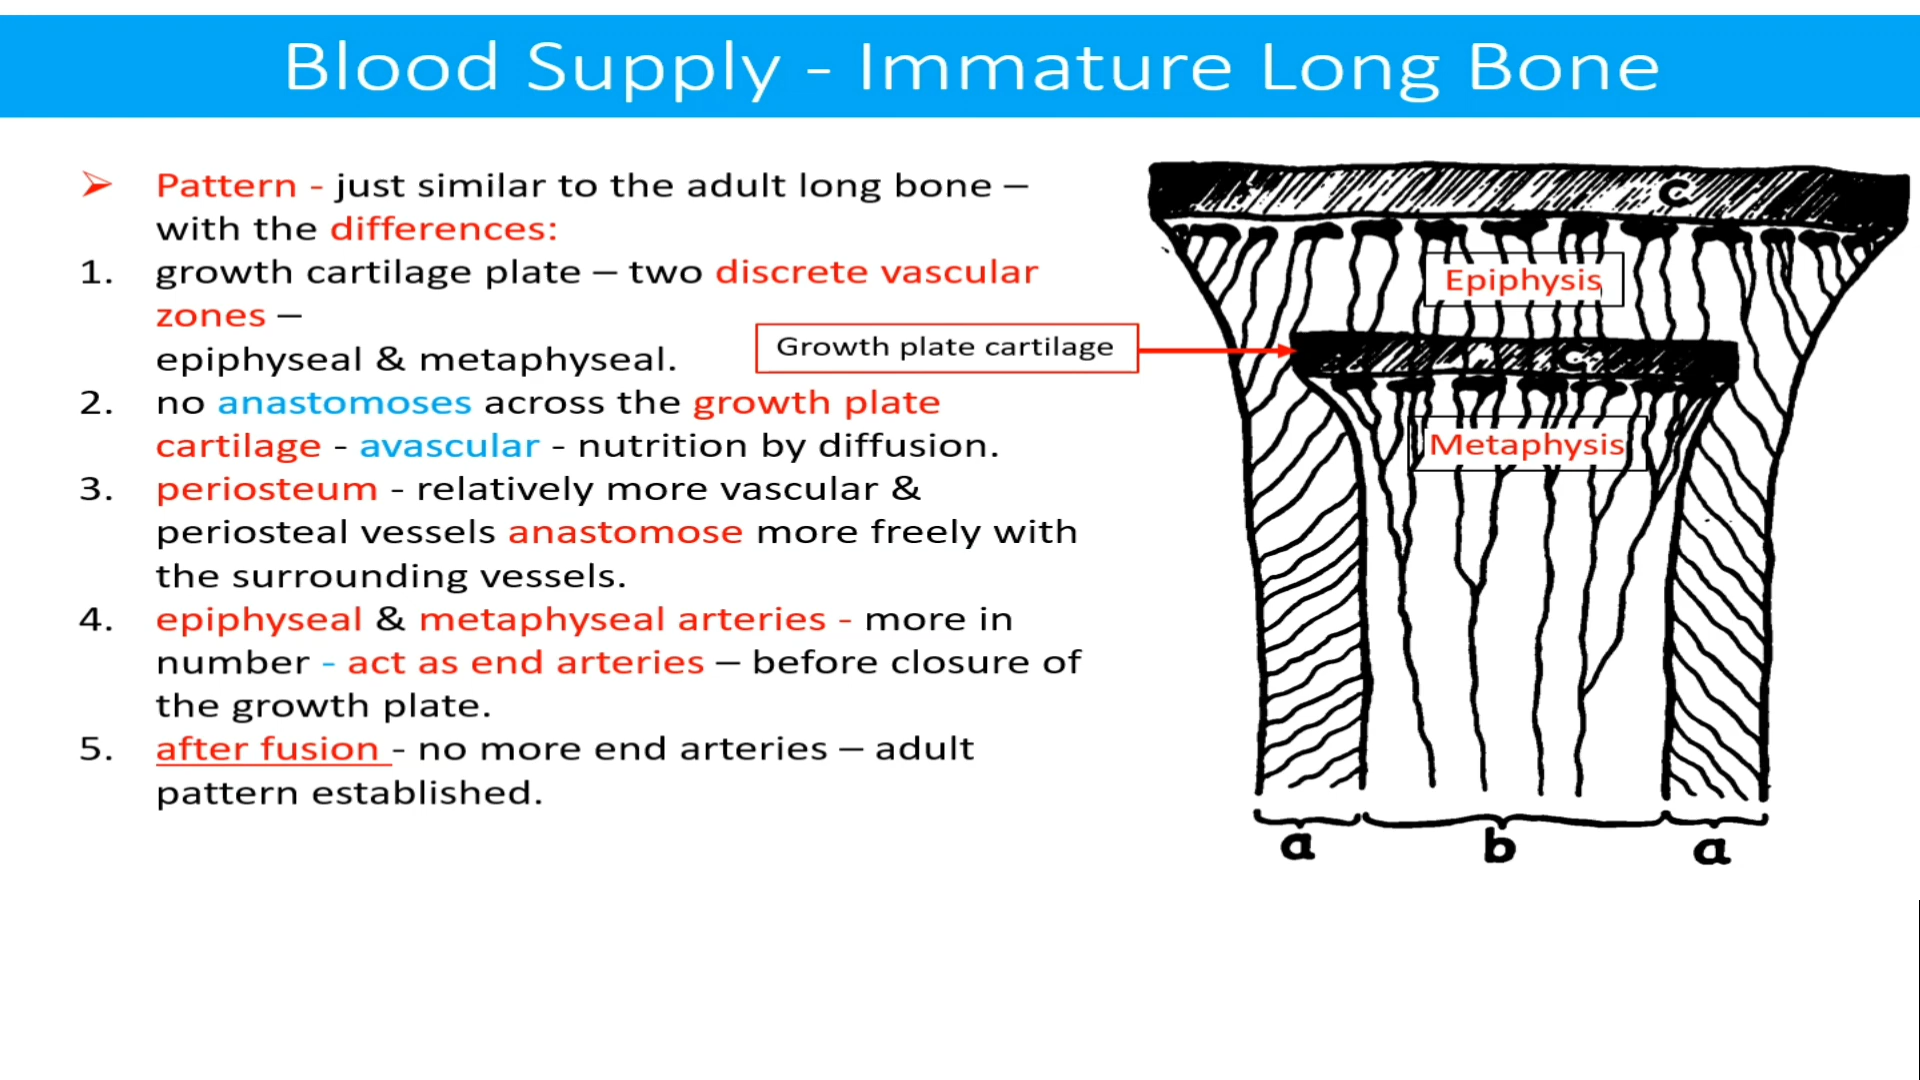 Blood Supply - Immature Long Bone
➢ Pattern - just similar to the adult long bone –
with the differences:
1. growth cartilage plate – two discrete vascular
zones –
epiphyseal & metaphyseal.
2. no anastomoses across the growth plate
cartilage - avascular - nutrition by diffusion.
3. periosteum - relatively more vascular &
periosteal vessels anastomose more freely with
the surrounding vessels.
4. epiphyseal & metaphyseal arteries - more in
number - act as end arteries – before closure of
the growth plate.
5. after fusion - no more end arteries – adult
pattern established.
Growth plate cartilage
C
Epiphysis
C
Metaphysis
a b a